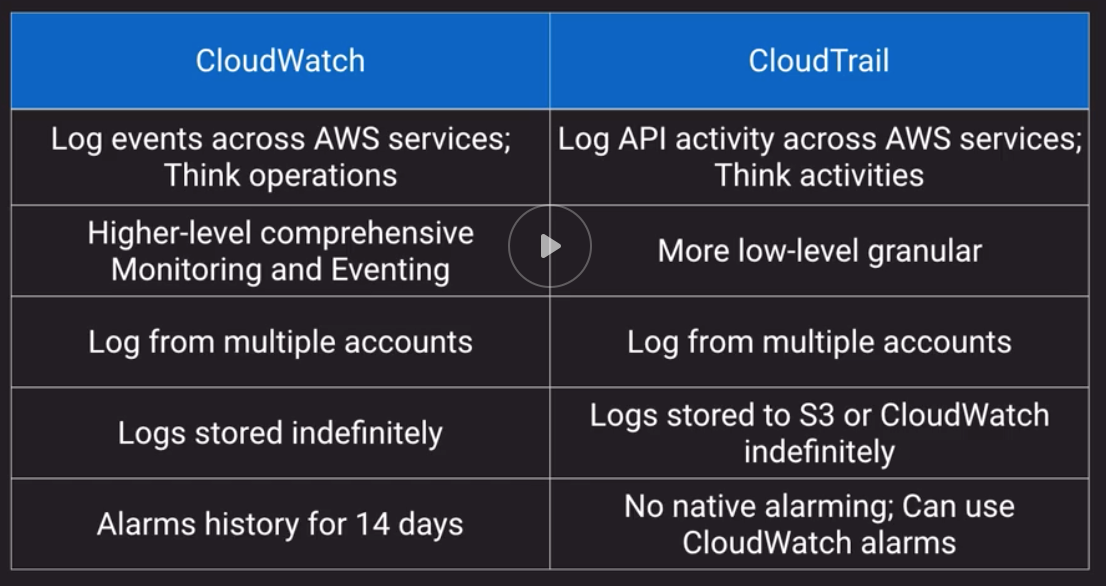 CloudWatch
CloudTrail
Log events across AWS services;
Think operations
Log API activity across AWS services;
Think activities
Higher-level comprehensive
Monitoring and Eventing
More low-level granular
Log from multiple accounts
Log from multiple accounts
Logs stored indefinitely
Logs stored to S3 or CloudWatch
indefinitely
Alarms history for 14 days
No native alarming; Can use
CloudWatch alarms